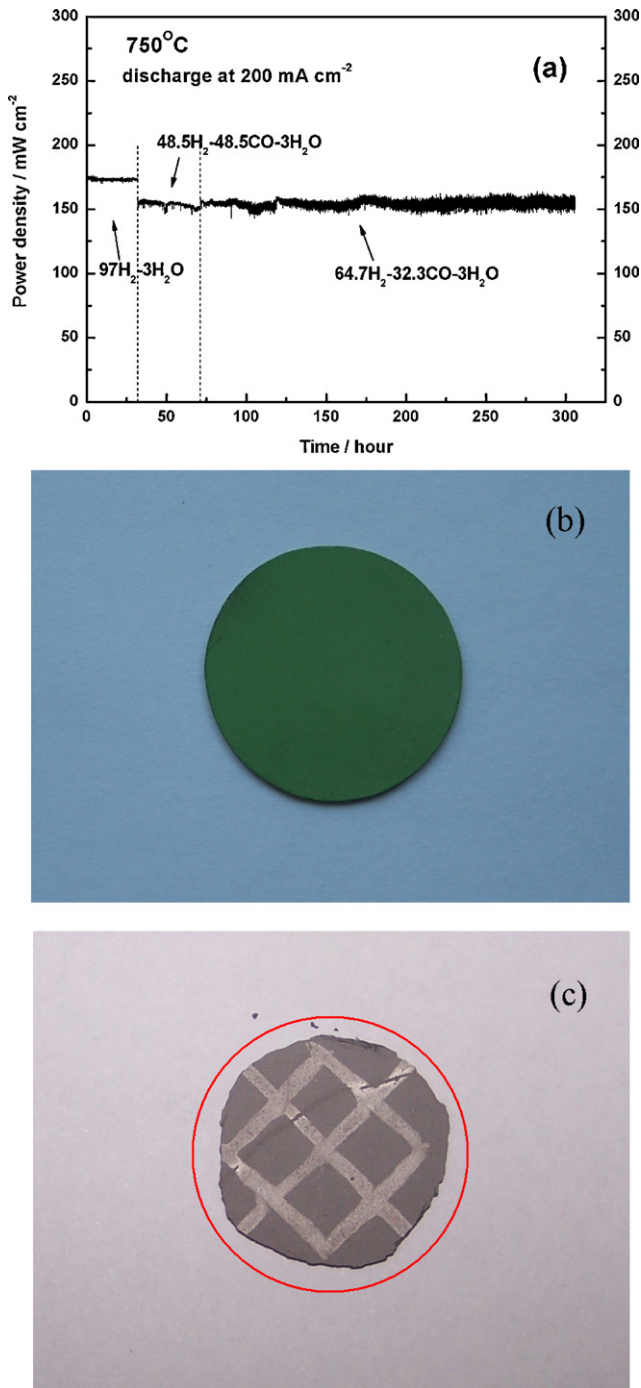 300
250
200
150
100
50
0
Power density / mW cm⁻²
750°C
discharge at 200 mA cm⁻²
(a)
48.5H₂-48.5CO-3H₂O
97H₂-3H₂O
64.7H₂-32.3CO-3H₂O
300
250
200
150
100
50
0
0 50 100 150 200 250 300
Time / hour
(b)
(c)